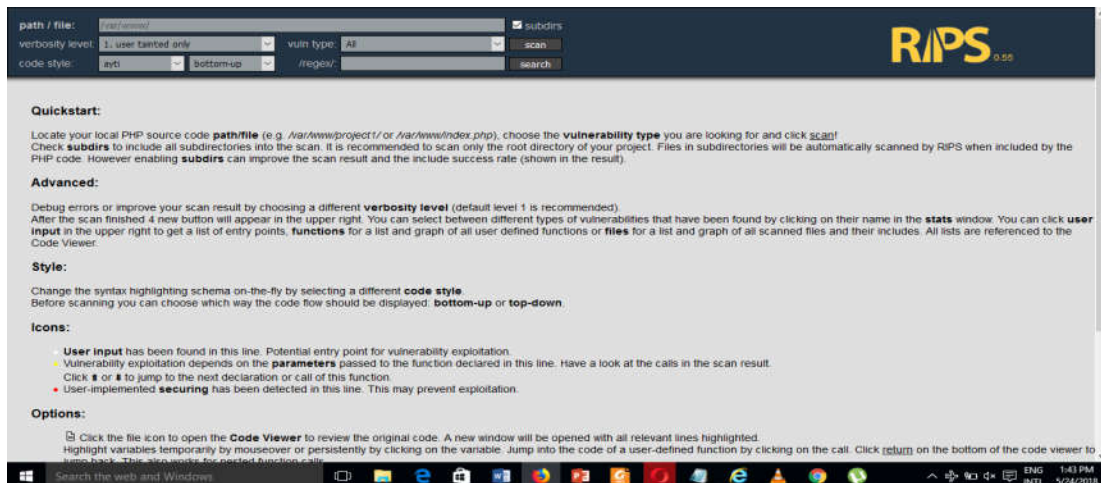 path / file: /var/www/ subdirs
verbosity level: 1. user tainted only vuln type: All scan
code style: ayti bottom-up /regex/: search
RIPS 0.55
Quickstart:
Locate your local PHP source code path/file (e.g. /var/www/project1/ or /var/www/index.php), choose the vulnerability type you are looking for and click scan!
Check subdirs to include all subdirectories into the scan. It is recommended to scan only the root directory of your project. Files in subdirectories will be automatically scanned by RIPS when included by the
PHP code. However enabling subdirs can improve the scan result and the include success rate (shown in the result).
Advanced:
Debug errors or improve your scan result by choosing a different verbosity level (default level 1 is recommended).
After the scan finished 4 new button will appear in the upper right. You can select between different types of vulnerabilities that have been found by clicking on their name in the stats window. You can click user
input in the upper right to get a list of entry points, functions for a list and graph of all user defined functions or files for a list and graph of all scanned files and their includes. All lists are referenced to the
Code Viewer.
Style:
Change the syntax highlighting schema on-the-fly by selecting a different code style.
Before scanning you can choose which way the code flow should be displayed: bottom-up or top-down.
Icons:
User input has been found in this line. Potential entry point for vulnerability exploitation.
Vulnerability exploitation depends on the parameters passed to the function declared in this line. Have a look at the calls in the scan result.
Click ⇑ or ⇓ to jump to the next declaration or call of this function.
User-implemented securing has been detected in this line. This may prevent exploitation.
Options:
Click the file icon to open the Code Viewer to review the original code. A new window will be opened with all relevant lines highlighted.
Highlight variables temporarily by mouseover or persistently by clicking on the variable. Jump into the code of a user-defined function by clicking on the call. Click return on the bottom of the code viewer to
jump back. This also works for nested function calls.
Search the web and Windows
ENG 1:43 PM
INTL 5/24/2018